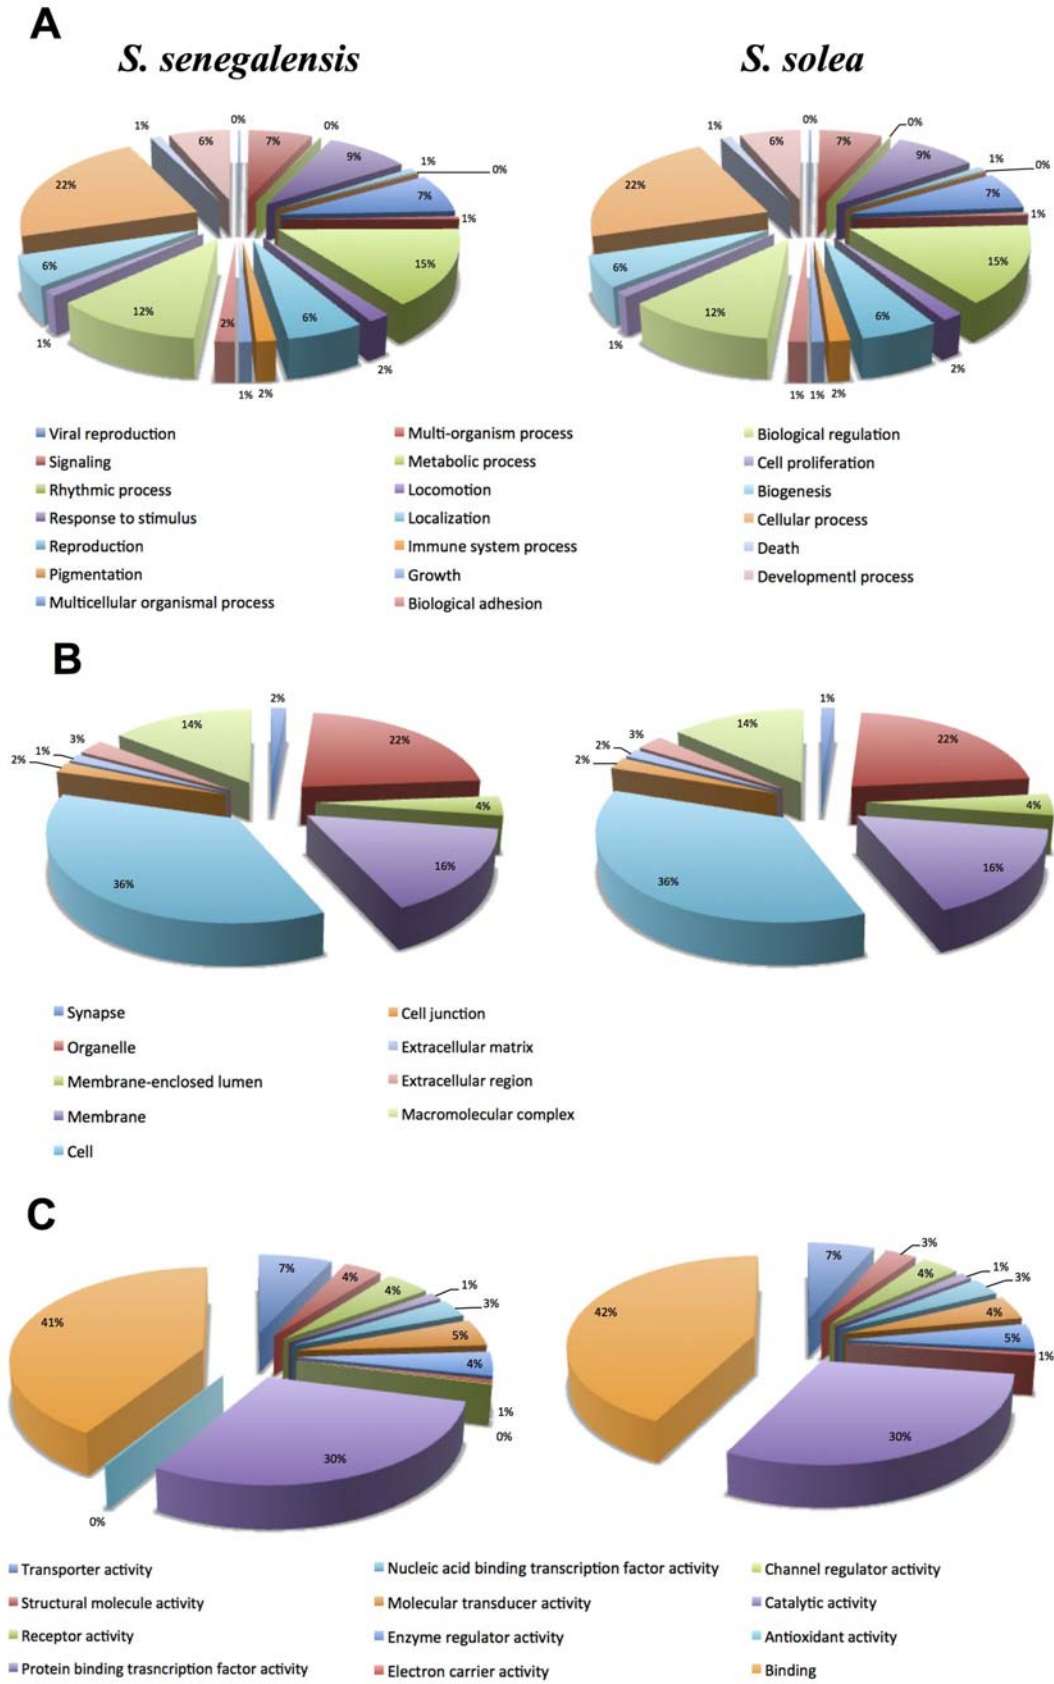 A
S. senegalensis S. solea
0% 0%
1% 6% 7% 0% 1% 6% 7% 0%
9% 1% 0% 9% 1% 0%
22% 7% 22% 7%
1% 1%
6% 15% 6% 15%
12% 2% 6% 12% 6%
1% 2% 1% 2%
1% 2% 1% 1% 2%
Viral reproduction Multi-organism process Biological regulation
Signaling Metabolic process Cell proliferation
Rhythmic process Locomotion Biogenesis
Response to stimulus Localization Cellular process
Reproduction Immune system process Death
Pigmentation Growth Developmentl process
Multicellular organismal process Biological adhesion
B
2% 1%
14% 22% 14% 22%
3% 3%
1% 2%
2% 2%
4% 4%
16% 16%
36% 36%
Synapse Cell junction
Organelle Extracellular matrix
Membrane-enclosed lumen Extracellular region
Membrane Macromolecular complex
Cell
C
7% 4% 4% 1% 3% 7% 3% 4% 1% 3%
41% 5% 42% 4%
4% 5%
1% 1%
0%
30% 30%
0%
Transporter activity Nucleic acid binding transcription factor activity Channel regulator activity
Structural molecule activity Molecular transducer activity Catalytic activity
Receptor activity Enzyme regulator activity Antioxidant activity
Protein binding trasncription factor activity Electron carrier activity Binding